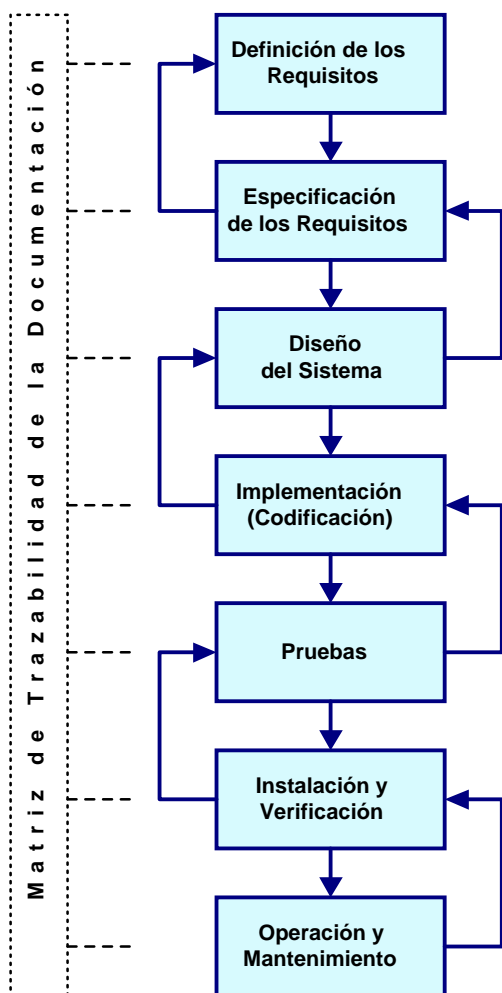 Matriz de Trazabilidad de la Documentación
Definición de los
Requisitos
Especificación
de los Requisitos
Diseño
del Sistema
Implementación
(Codificación)
Pruebas
Instalación y
Verificación
Operación y
Mantenimiento